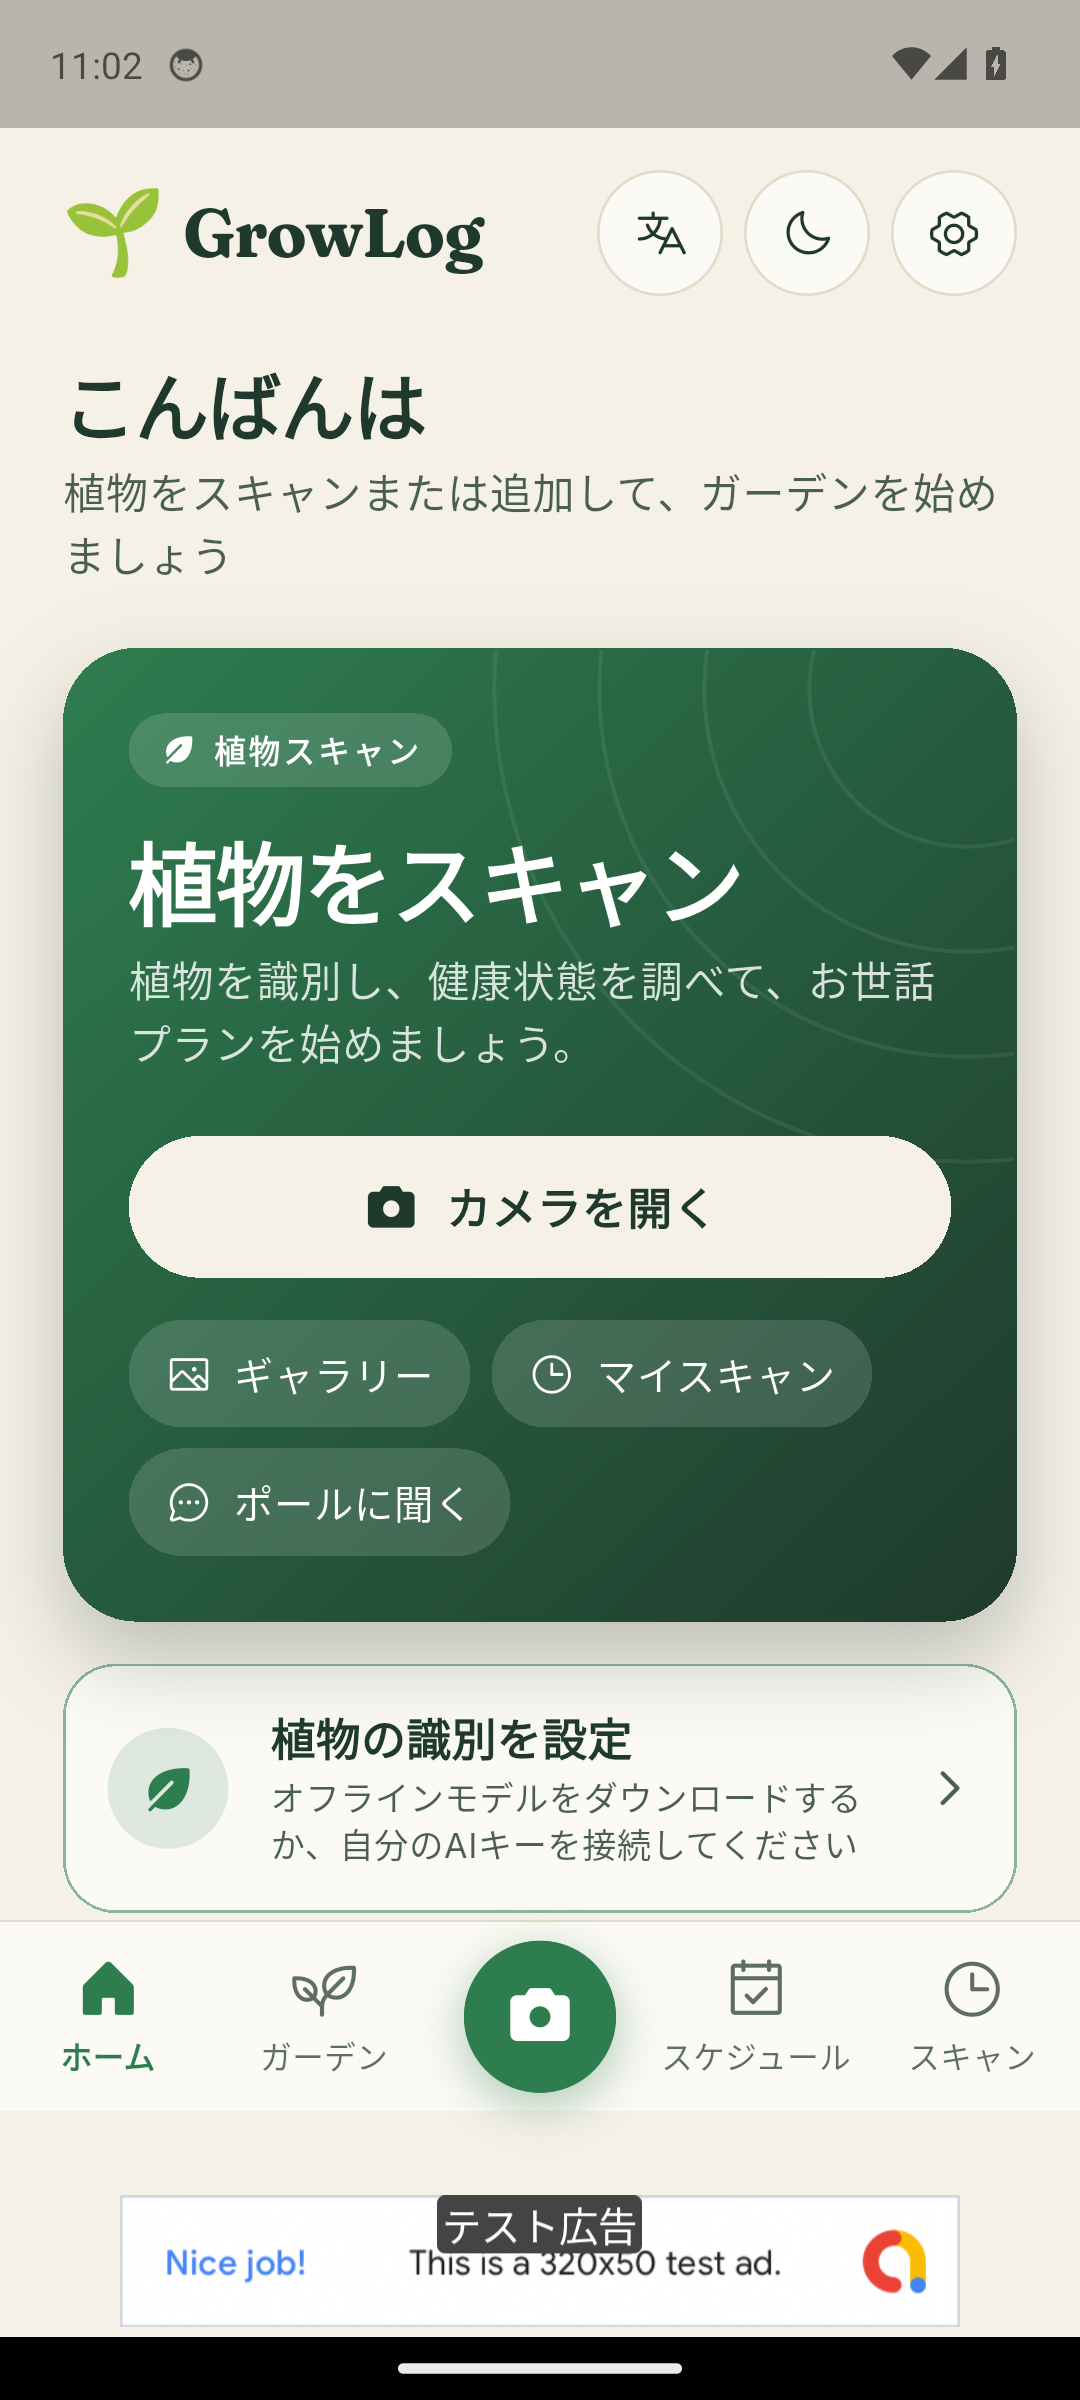 11:02
GrowLog
こんばんは
植物をスキャンまたは追加して、ガーデンを始め
ましょう
植物スキャン
植物をスキャン
植物を識別し、健康状態を調べて、お世話
プランを始めましょう。
カメラを開く
ギャラリー
マイスキャン
ポールに聞く
植物の識別を設定
オフラインモデルをダウンロードする
か、自分のAIキーを接続してください
ホーム
ガーデン
スケジュール
スキャン
テスト広告
Nice job!
This is a 320x50 test ad.